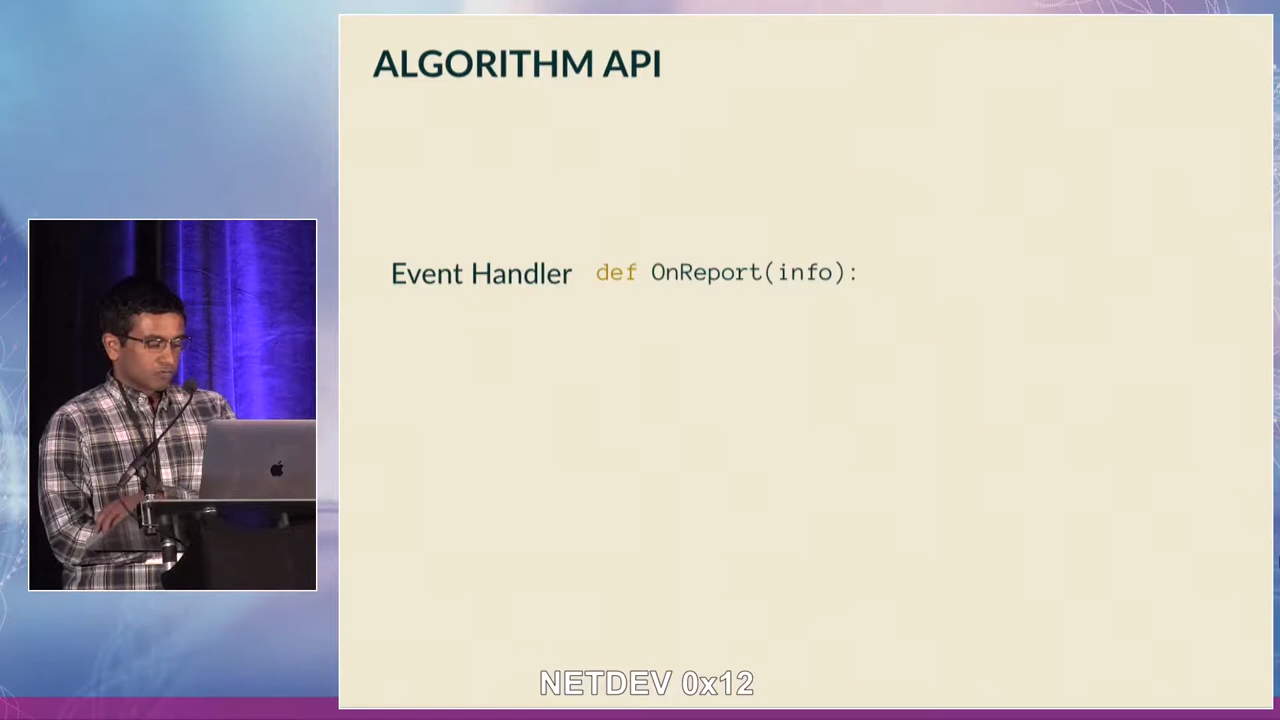 ALGORITHM API
Event Handler def OnReport(info):
NETDEV 0x12